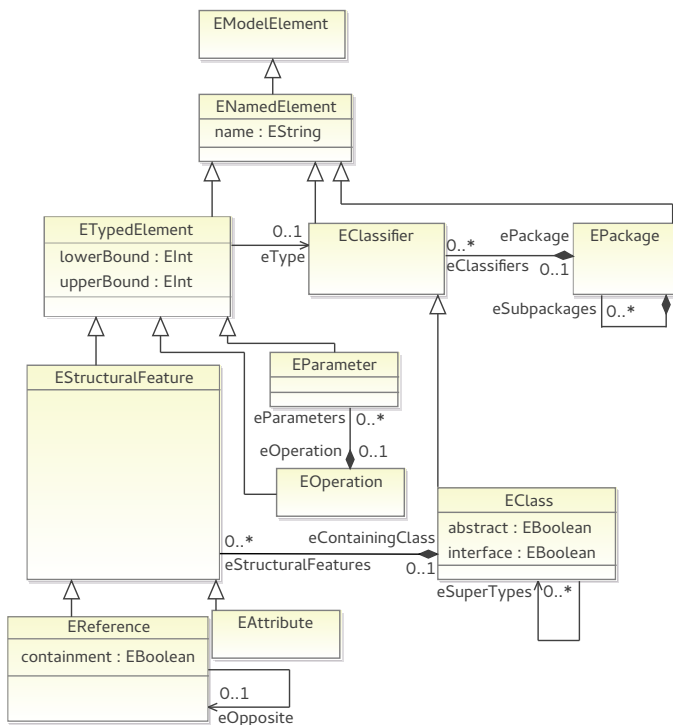 EModelElement
ENamedElement
name : EString
ETypedElement
lowerBound : EInt
upperBound : EInt
0..1
eType
EClassifier
0..*
eClassifiers
ePackage
0..1
EPackage
eSubpackages
0..*
EStructuralFeature
EParameter
eParameters
0..*
eOperation
0..1
EOperation
EClass
abstract : EBoolean
interface : EBoolean
0..*
eStructuralFeatures
eContainingClass
0..1
eSuperTypes
0..*
EReference
containment : EBoolean
EAttribute
0..1
eOpposite